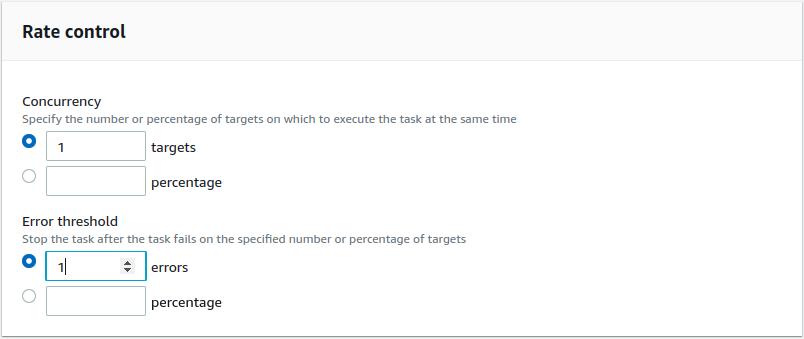 Rate control
Concurrency
Specify the number or percentage of targets on which to execute the task at the same time
1 targets
percentage
Error threshold
Stop the task after the task fails on the specified number or percentage of targets
1 errors
percentage